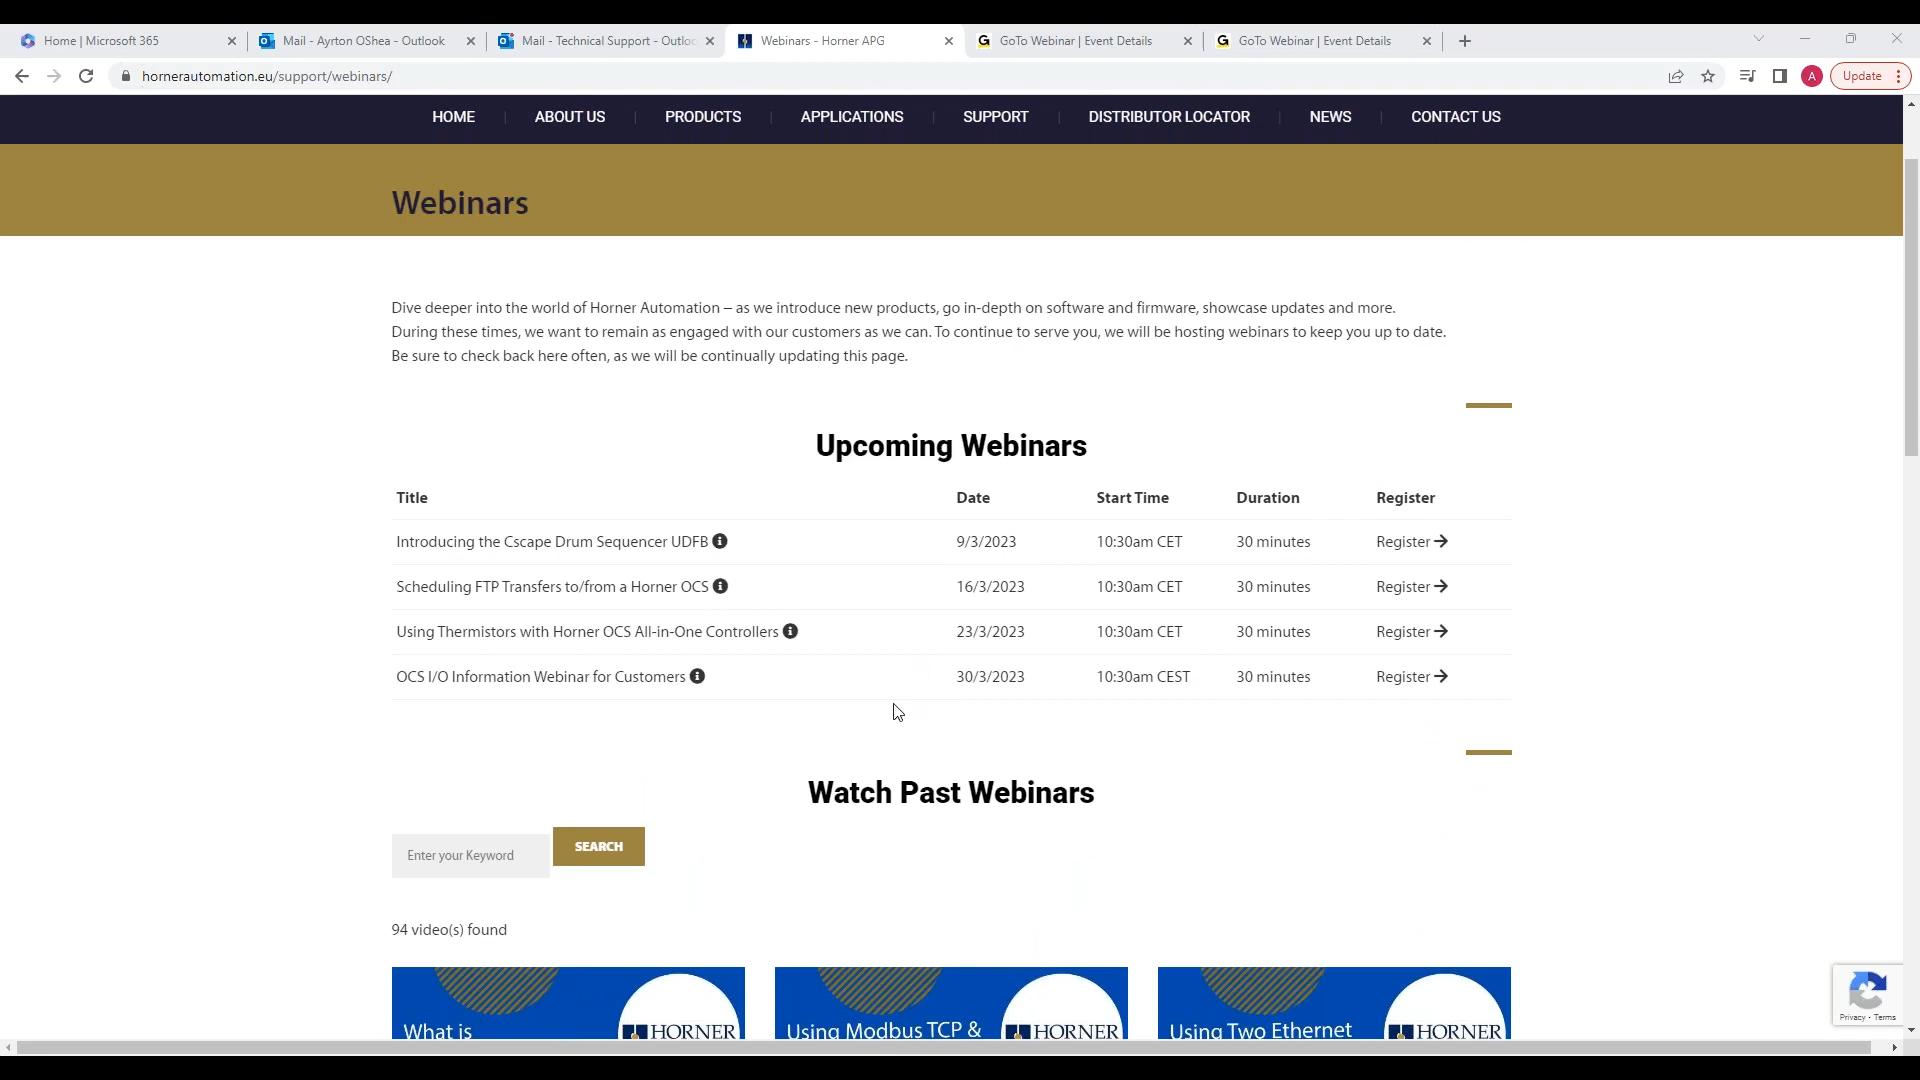 Home | Microsoft 365
Mail - Ayrton OShea - Outlook
Mail - Technical Support - Outlo
Webinars - Horner APG
GoTo Webinar | Event Details
GoTo Webinar | Event Details
hornerautomation.eu/support/webinars/
A
Update
HOME
ABOUT US
PRODUCTS
APPLICATIONS
SUPPORT
DISTRIBUTOR LOCATOR
NEWS
CONTACT US
Webinars
Dive deeper into the world of Horner Automation – as we introduce new products, go in-depth on software and firmware, showcase updates and more.
During these times, we want to remain as engaged with our customers as we can. To continue to serve you, we will be hosting webinars to keep you up to date.
Be sure to check back here often, as we will be continually updating this page.
Upcoming Webinars
Title Date Start Time Duration Register
Introducing the Cscape Drum Sequencer UDFB 9/3/2023 10:30am CET 30 minutes Register
Scheduling FTP Transfers to/from a Horner OCS 16/3/2023 10:30am CET 30 minutes Register
Using Thermistors with Horner OCS All-in-One Controllers 23/3/2023 10:30am CET 30 minutes Register
OCS I/O Information Webinar for Customers 30/3/2023 10:30am CEST 30 minutes Register
Watch Past Webinars
Enter your Keyword
SEARCH
94 video(s) found
What is
HORNER
Using Modbus TCP &
HORNER
Using Two Ethernet
HORNER
Privacy - Terms